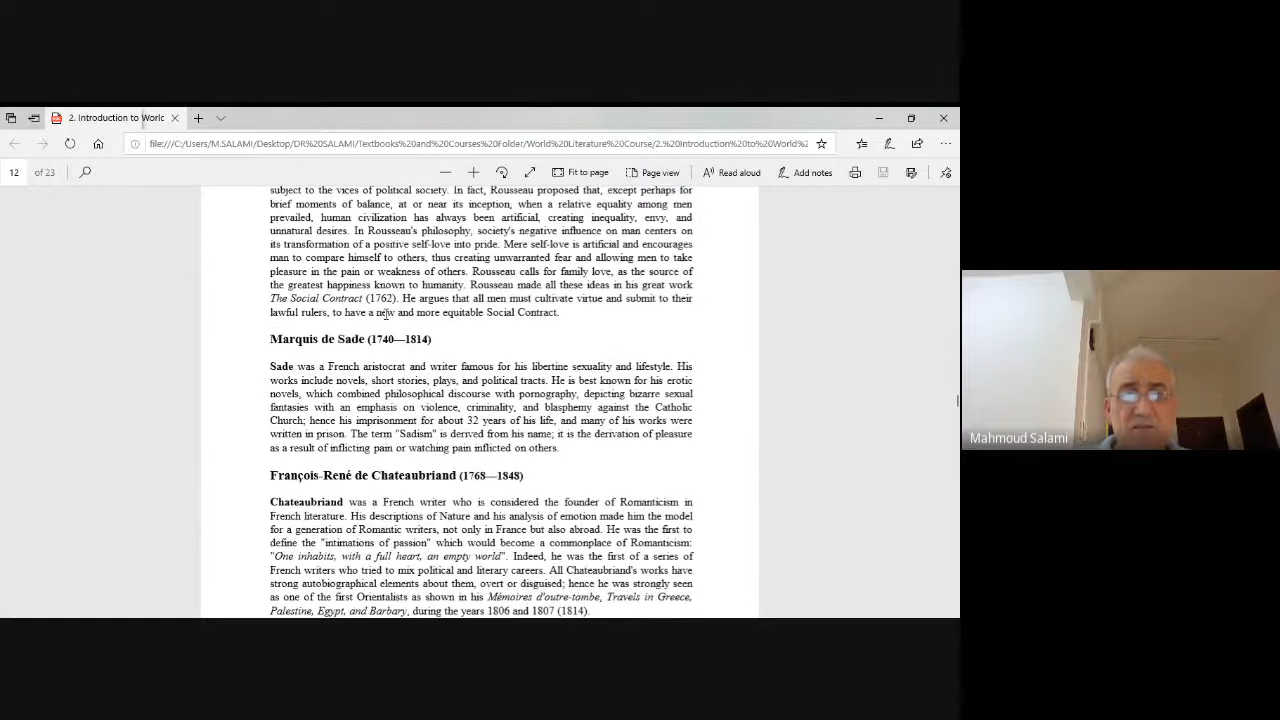 2. Introduction to World
file:///C:/Users/M.SALAMI/Desktop/DR%20SALAMI/Textbooks%20and%20Courses%20Folder/World%20Literature%20Course/2.%20Introduction%20to%20World%2
12 of 23
Fit to page
Page view
Read aloud
Add notes
subject to the vices of political society. In fact, Rousseau proposed that, except perhaps for
brief moments of balance, at or near its inception, when a relative equality among men
prevailed, human civilization has always been artificial, creating inequality, envy, and
unnatural desires. In Rousseau's philosophy, society's negative influence on man centers on
its transformation of a positive self-love into pride. Mere self-love is artificial and encourages
man to compare himself to others, thus creating unwarranted fear and allowing men to take
pleasure in the pain or weakness of others. Rousseau calls for family love, as the source of
the greatest happiness known to humanity. Rousseau made all these ideas in his great work
The Social Contract (1762). He argues that all men must cultivate virtue and submit to their
lawful rulers, to have a new and more equitable Social Contract.
Marquis de Sade (1740—1814)
Sade was a French aristocrat and writer famous for his libertine sexuality and lifestyle. His
works include novels, short stories, plays, and political tracts. He is best known for his erotic
novels, which combined philosophical discourse with pornography, depicting bizarre sexual
fantasies with an emphasis on violence, criminality, and blasphemy against the Catholic
Church; hence his imprisonment for about 32 years of his life, and many of his works were
written in prison. The term "Sadism" is derived from his name; it is the derivation of pleasure
as a result of inflicting pain or watching pain inflicted on others.
François-René de Chateaubriand (1768—1848)
Chateaubriand was a French writer who is considered the founder of Romanticism in
French literature. His descriptions of Nature and his analysis of emotion made him the model
for a generation of Romantic writers, not only in France but also abroad. He was the first to
define the "intimations of passion" which would become a commonplace of Romanticism:
"One inhabits, with a full heart, an empty world". Indeed, he was the first of a series of
French writers who tried to mix political and literary careers. All Chateaubriand's works have
strong autobiographical elements about them, overt or disguised; hence he was strongly seen
as one of the first Orientalists as shown in his Mémoires d'outre-tombe, Travels in Greece,
Palestine, Egypt, and Barbary, during the years 1806 and 1807 (1814).
Mahmoud Salami